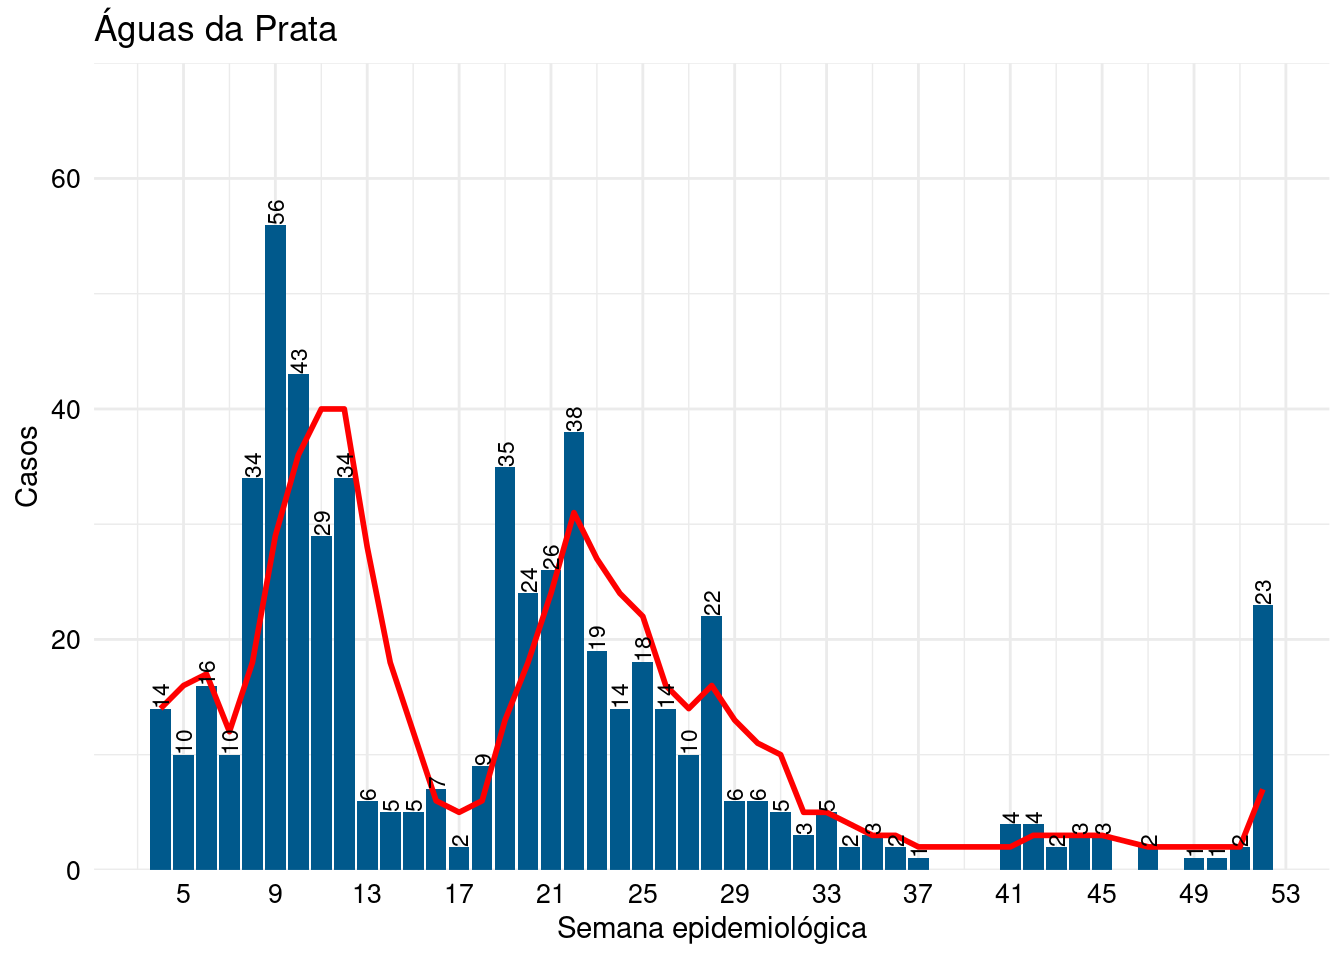 Águas da Prata
60
40
20
0
Casos
14 10 16 10 34 56 43 29 34 6 5 5 7 2 9 35 24 26 38 19 14 18 14 10 22 6 6 5 3 5 2 3 2 1 4 4 2 3 3 2 1 1 2 23
5 9 13 17 21 25 29 33 37 41 45 49 53
Semana epidemiológica